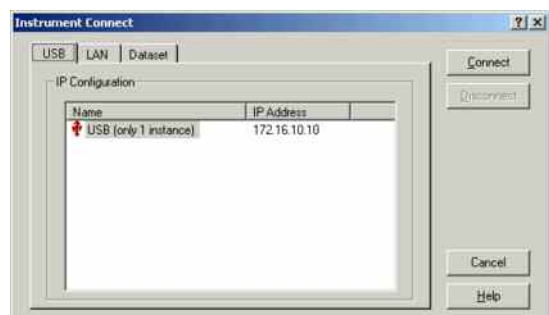 Instrument Connect
USB LAN Dataset
IP Configuration
Name IP Address
USB (only 1 instance) 172.16.10.10
Connect
Disconnect
Cancel
Help